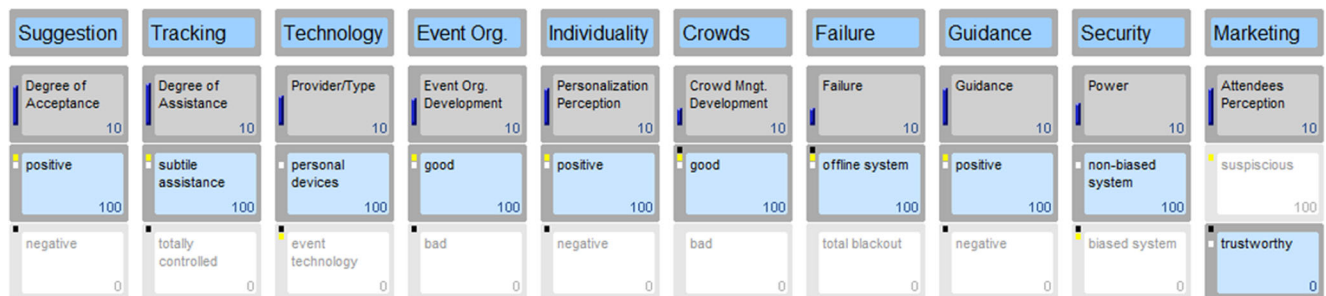 Suggestion Tracking Technology Event Org. Individuality Crowds Failure Guidance Security Marketing
Degree of Acceptance 10
Degree of Assistance 10
Provider/Type 10
Event Org. Development 10
Personalization Perception 10
Crowd Mngt. Development 10
Failure 10
Guidance 10
Power 10
Attendees Perception 10
positive 100
subtile assistance 100
personal devices 100
good 100
positive 100
good 100
offline system 100
positive 100
non-biased system 100
suspiscious 100
negative 0
totally controlled 0
event technology 0
bad 0
negative 0
bad 0
total blackout 0
negative 0
biased system 0
trustworthy 0